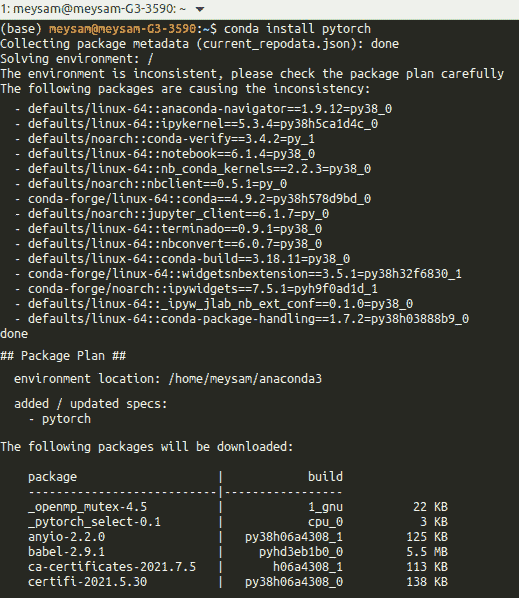 1: meysam@meysam-G3-3590: ~
(base) meysam@meysam-G3-3590:~$ conda install pytorch
Collecting package metadata (current_repodata.json): done
Solving environment: /
The environment is inconsistent, please check the package plan carefully
The following packages are causing the inconsistency:
- defaults/linux-64::anaconda-navigator==1.9.12=py38_0
- defaults/linux-64::ipykernel==5.3.4=py38h5ca1d4c_0
- defaults/noarch::conda-verify==3.4.2=py_1
- defaults/linux-64::notebook==6.1.4=py38_0
- defaults/linux-64::nb_conda_kernels==2.2.3=py38_0
- defaults/noarch::nbclient==0.5.1=py_0
- conda-forge/linux-64::conda==4.9.2=py38h578d9bd_0
- defaults/noarch::jupyter_client==6.1.7=py_0
- defaults/linux-64::terminado==0.9.1=py38_0
- defaults/linux-64::nbconvert==6.0.7=py38_0
- defaults/linux-64::conda-build==3.18.11=py38_0
- conda-forge/linux-64::widgetsnbextension==3.5.1=py38h32f6830_1
- conda-forge/noarch::ipywidgets==7.5.1=pyh9f0ad1d_1
- defaults/linux-64::_ipyw_jlab_nb_ext_conf==0.1.0=py38_0
- defaults/linux-64::conda-package-handling==1.7.2=py38h03888b9_0
done
## Package Plan ##
environment location: /home/meysam/anaconda3
added / updated specs:
- pytorch
The following packages will be downloaded:
package | build
---------------------------|-----------------
_openmp_mutex-4.5 | 1_gnu 22 KB
_pytorch_select-0.1 | cpu_0 3 KB
anyio-2.2.0 | py38h06a4308_1 125 KB
babel-2.9.1 | pyhd3eb1b0_0 5.5 MB
ca-certificates-2021.7.5 | h06a4308_1 113 KB
certifi-2021.5.30 | py38h06a4308_0 138 KB